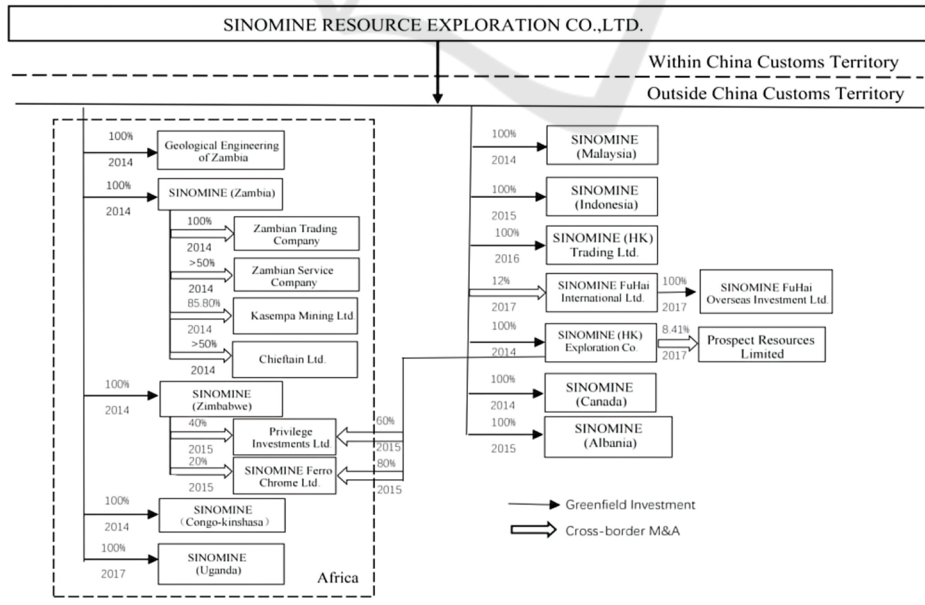 SINOMINE RESOURCE EXPLORATION CO.,LTD.
Within China Customs Territory
Outside China Customs Territory
100%
2014
Geological Engineering
of Zambia
100%
2014
SINOMINE (Zambia)
100%
2014
Zambian Trading
Company
>50%
2014
Zambian Service
Company
85.80%
2014
Kasempa Mining Ltd
>50%
2014
Chieftain Ltd.
100%
2014
SINOMINE
(Zimbabwe)
40%
2015
Privilege
Investments Ltd.
60%
2015
20%
2015
SINOMINE Ferro
Chrome Ltd.
80%
2015
100%
2014
SINOMINE
(Congo-kinshasa)
100%
2017
SINOMINE
(Uganda)
Africa
100%
2014
SINOMINE
(Malaysia)
100%
2015
SINOMINE
(Indonesia)
100%
2016
SINOMINE (HK)
Trading Ltd.
12%
2017
SINOMINE FuHai
International Ltd.
100%
2017
SINOMINE FuHai
Overseas Investment Ltd.
100%
2014
SINOMINE (HK)
Exploration Co.
8.41%
2017
Prospect Resources
Limited
100%
2014
SINOMINE
(Canada)
100%
2015
SINOMINE
(Albania)
Greenfield Investment
Cross-border M&A